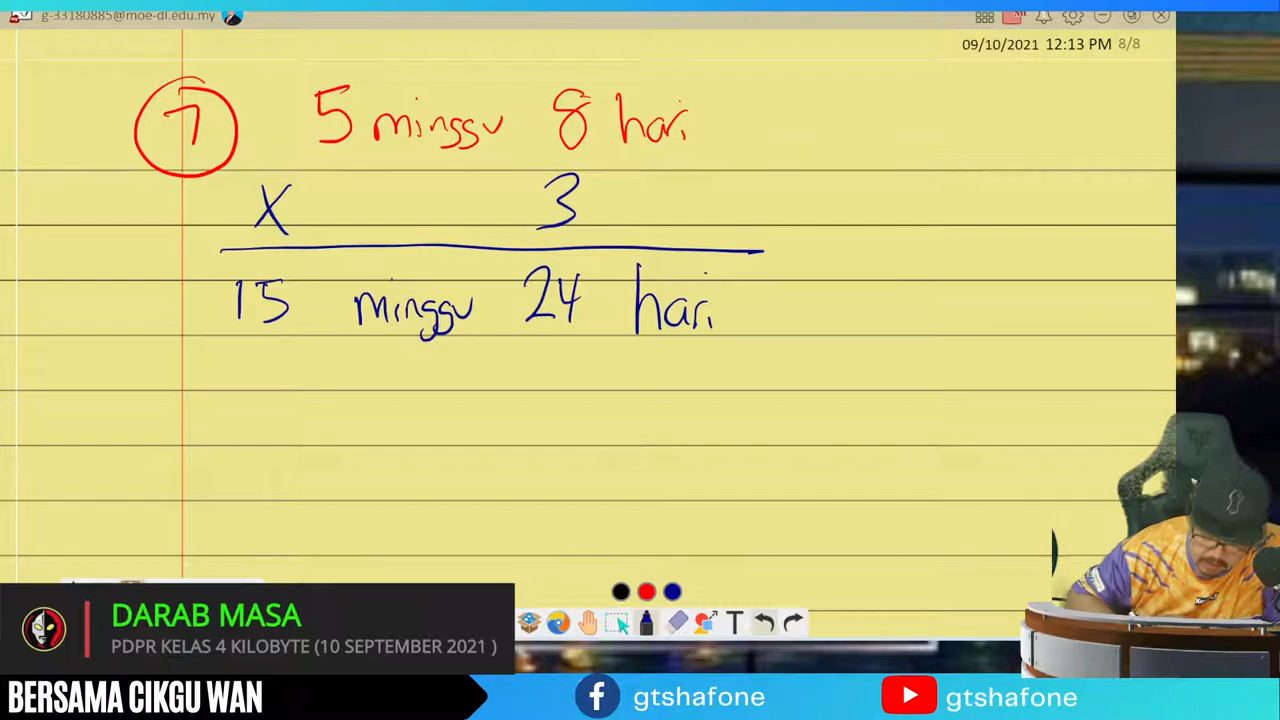 g-33180885@moe-dl.edu.my
09/10/2021 12:13 PM 8/8
7 5 minggu 8 hari
X 3
15 minggu 24 hari
DARAB MASA
PDPR KELAS 4 KILOBYTE (10 SEPTEMBER 2021 )
BERSAMA CIKGU WAN
f gtshafone
gtshafone